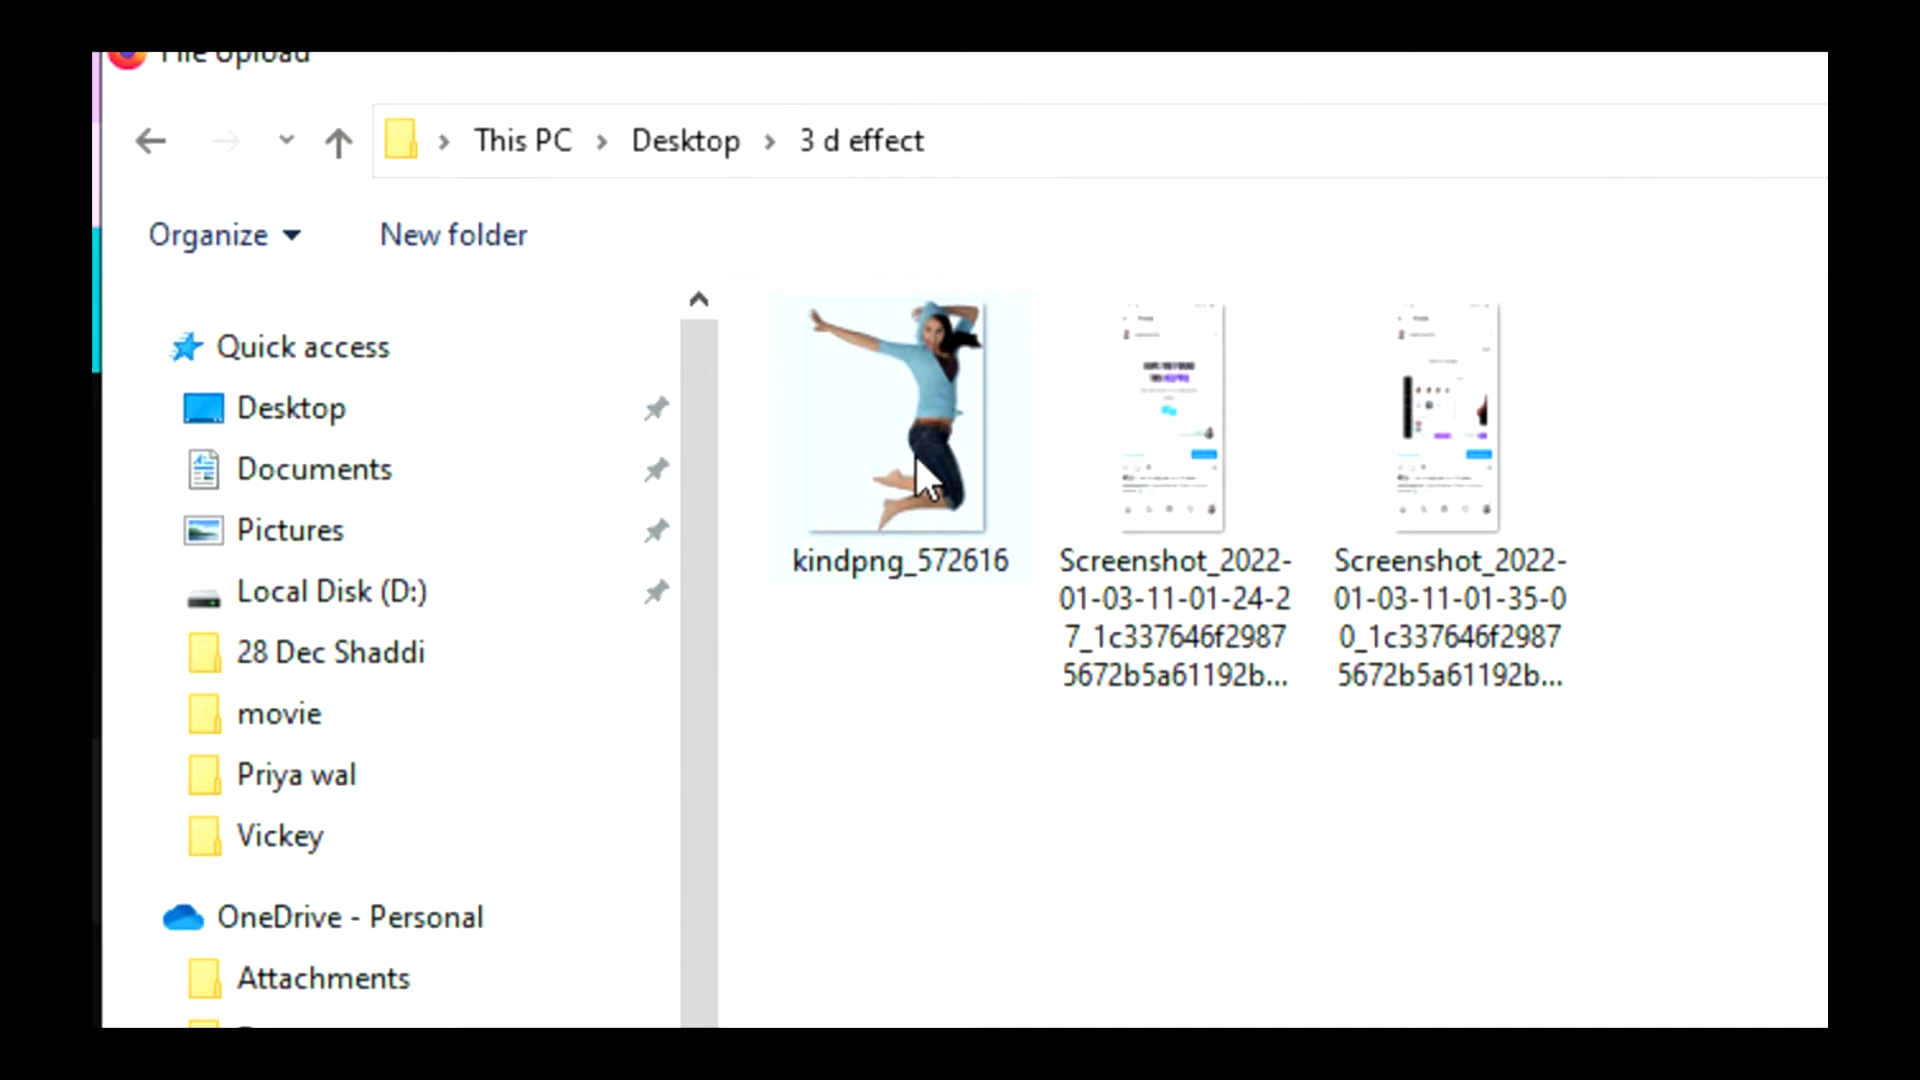 File Upload
This PC > Desktop > 3 d effect
Organize
New folder
Quick access
Desktop
Documents
Pictures
Local Disk (D:)
28 Dec Shaddi
movie
Priya wal
Vickey
OneDrive - Personal
Attachments
kindpng_572616
Screenshot_2022-
01-03-11-01-24-2
7_1c337646f2987
5672b5a61192b...
Screenshot_2022-
01-03-11-01-35-0
0_1c337646f2987
5672b5a61192b...